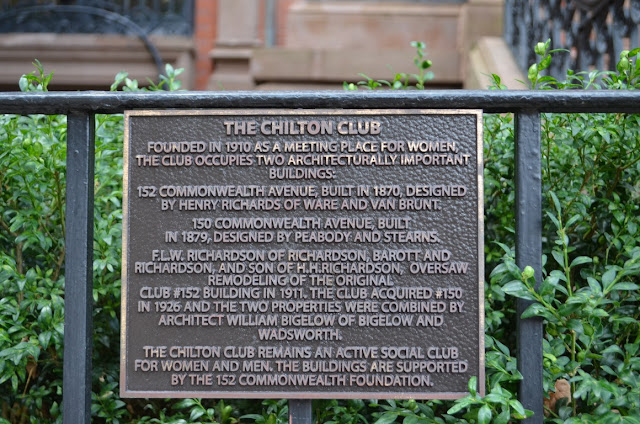 THE CHILTON CLUB
FOUNDED IN 1910 AS A MEETING PLACE FOR WOMEN,
THE CLUB OCCUPIES TWO ARCHITECTURALLY IMPORTANT
BUILDINGS:
152 COMMONWEALTH AVENUE, BUILT IN 1870, DESIGNED
BY HENRY RICHARDS OF WARE AND VAN BRUNT.
150 COMMONWEALTH AVENUE, BUILT
IN 1879, DESIGNED BY PEABODY AND STEARNS.
F.L.W. RICHARDSON OF RICHARDSON, BAROTT AND
RICHARDSON, AND SON OF H.H.RICHARDSON; OVERSAW
REMODELING OF THE ORIGINAL
CLUB #152 BUILDING IN 1911. THE CLUB ACQUIRED #150
IN 1926 AND THE TWO PROPERTIES WERE COMBINED BY
ARCHITECT WILLIAM BIGELOW OF BIGELOW AND
WADSWORTH.
THE CHILTON CLUB REMAINS AN ACTIVE SOCIAL CLUB
FOR WOMEN AND MEN. THE BUILDINGS ARE SUPPORTED
BY THE 152 COMMONWEALTH FOUNDATION.